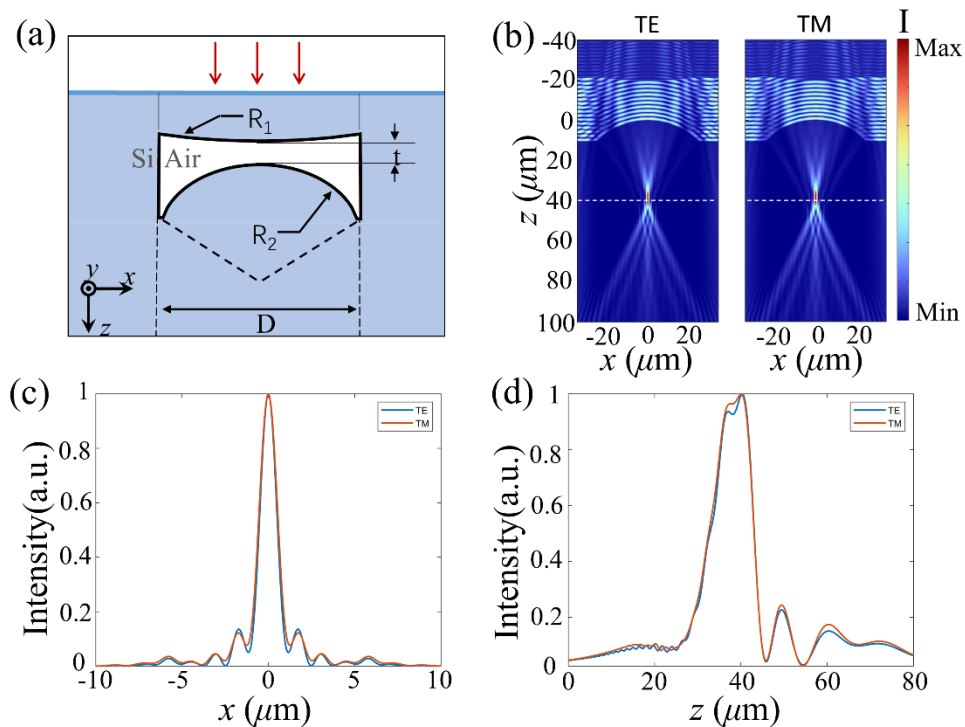 (a)
R1
Si Air
t
R2
y
x
z
D
(b)
TE
TM
I
Max
Min
-40
-20
0
20
40
60
80
100
z (μm)
-20 0 20
-20 0 20
x (μm)
x (μm)
(c)
Intensity(a.u.)
1
0.8
0.6
0.4
0.2
0
-10 -5 0 5 10
x (μm)
TE
TM
(d)
Intensity(a.u.)
1
0.8
0.6
0.4
0.2
0
0 20 40 60 80
z (μm)
TE
TM